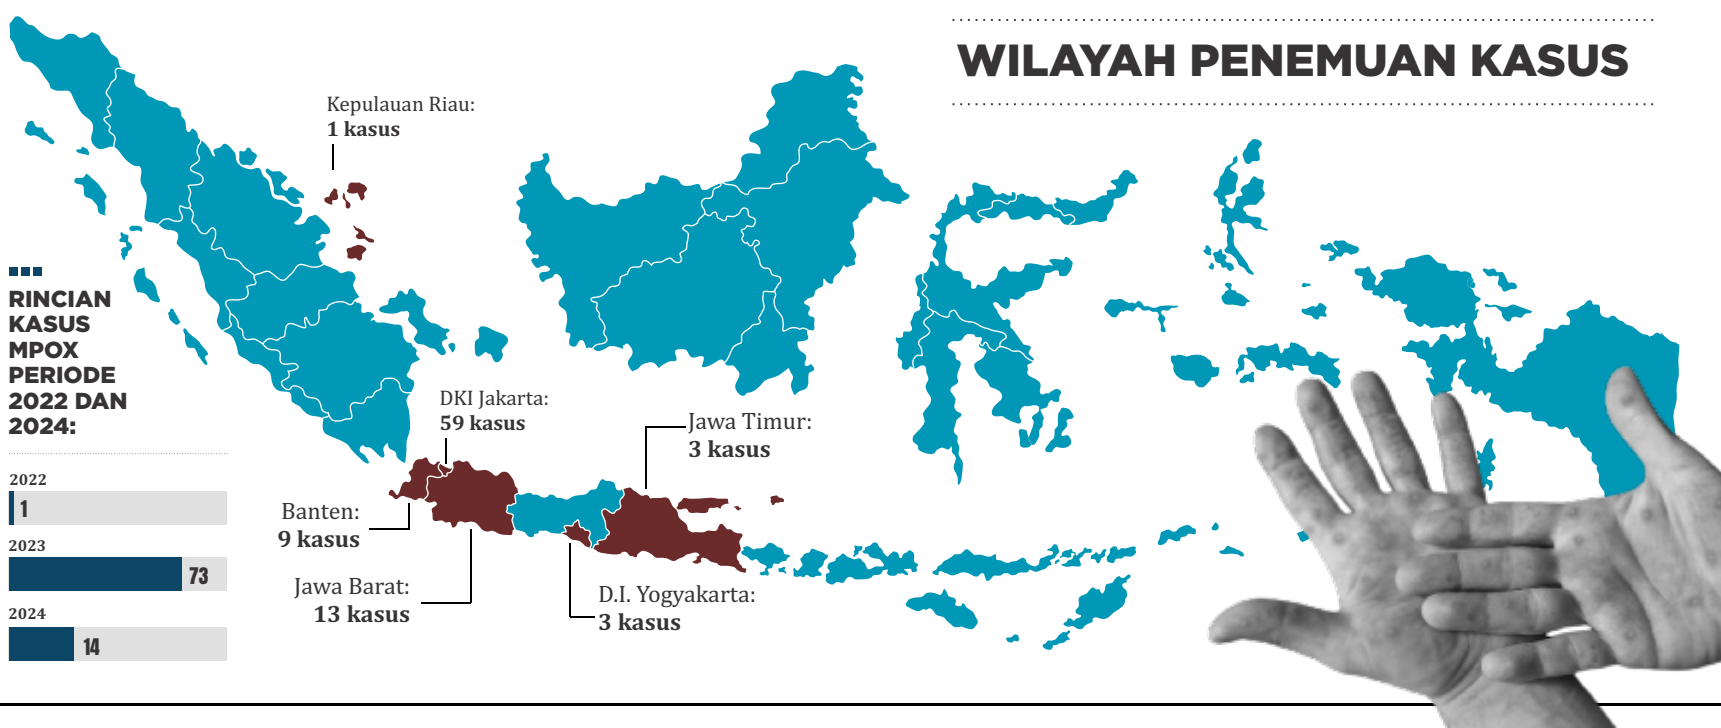 WILAYAH PENEMUAN KASUS
Kepulauan Riau:
1 kasus
RINCIAN
KASUS
MPOX
PERIODE
2022 DAN
2024:
2022
1
2023
73
2024
14
DKI Jakarta:
59 kasus
Jawa Timur:
3 kasus
Banten:
9 kasus
Jawa Barat:
13 kasus
D.I. Yogyakarta:
3 kasus